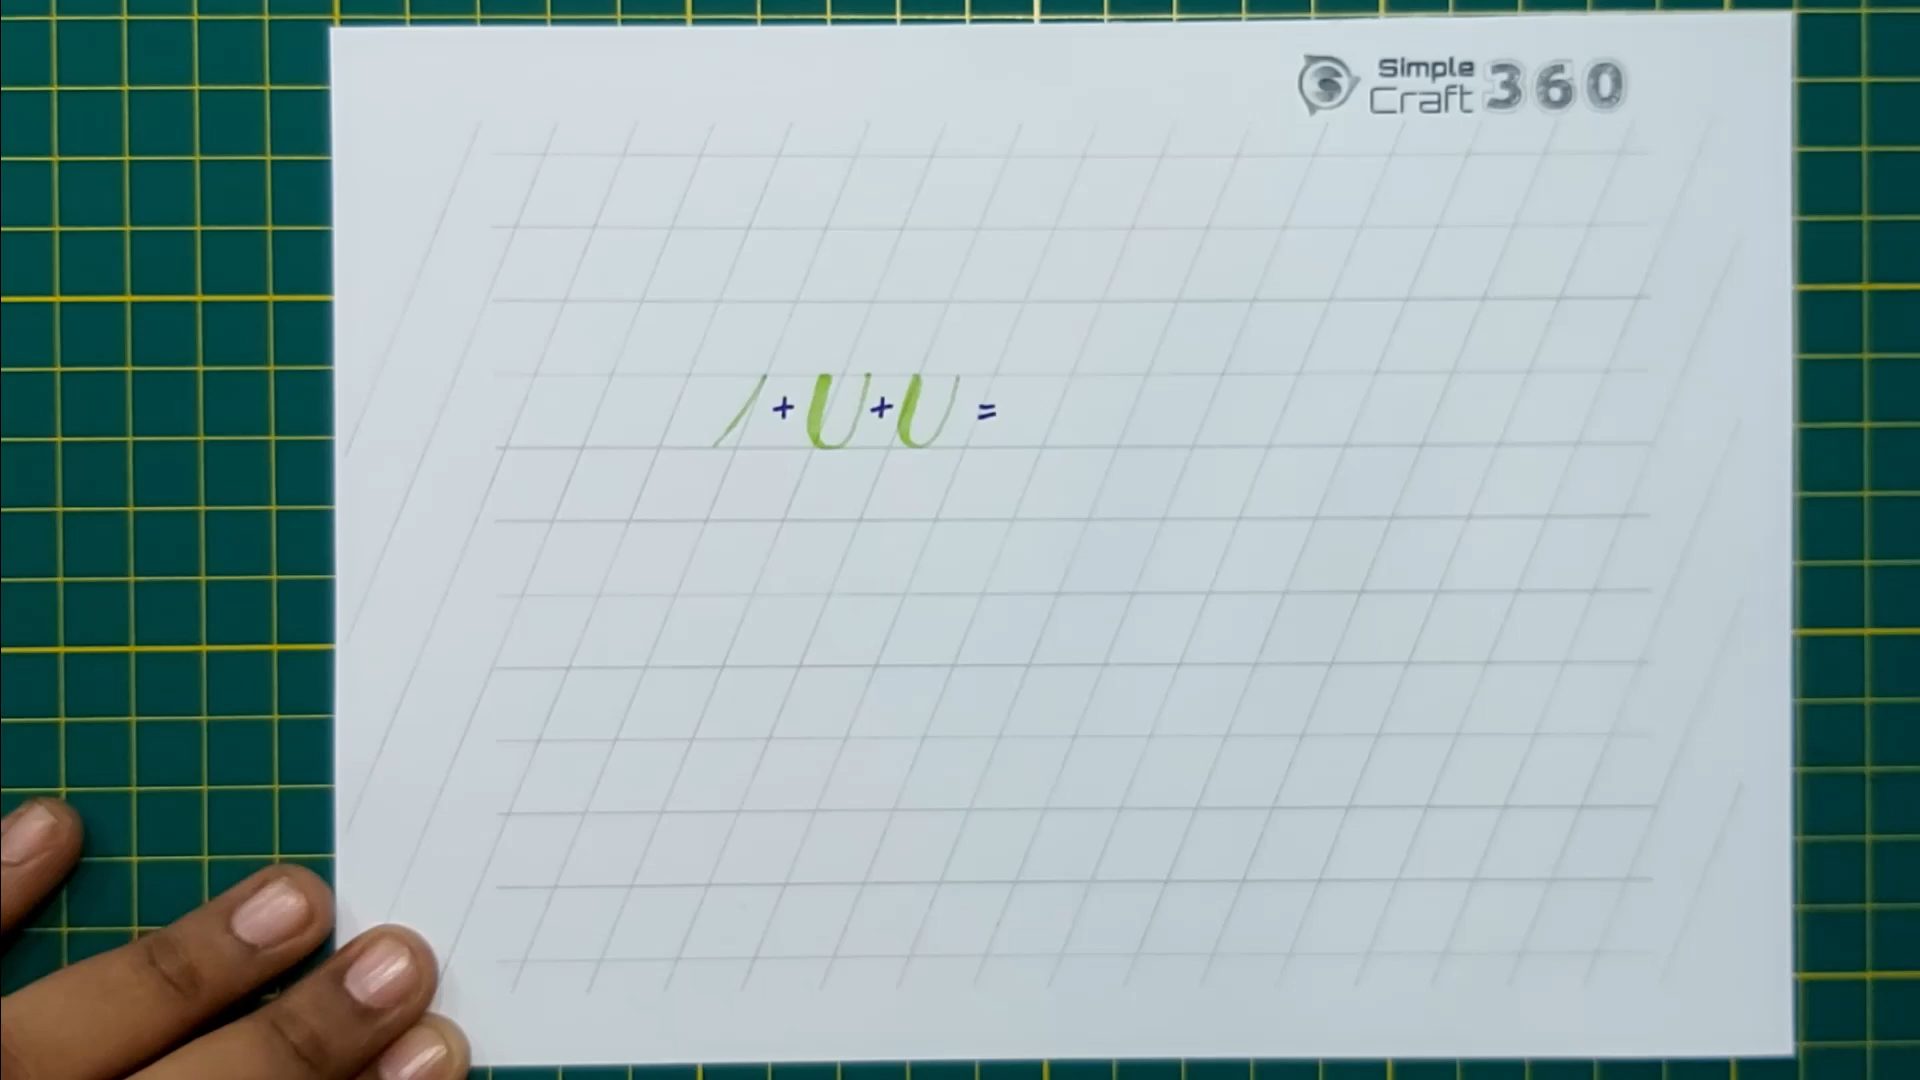 Simple
Craft 360
/ + U + U =